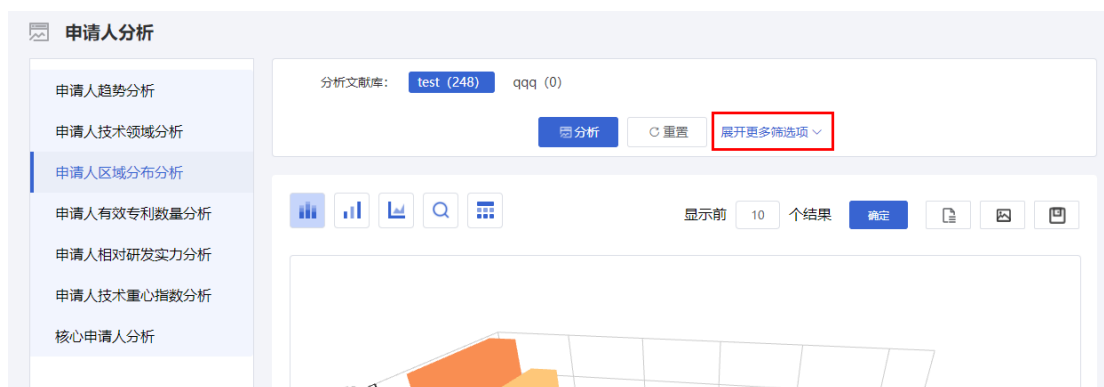 申请人分析
申请人趋势分析
申请人技术领域分析
申请人区域分布分析
申请人有效专利数量分析
申请人相对研发实力分析
申请人技术重心指数分析
核心申请人分析
分析文献库： test (248) qqq (0)
分析 重置 展开更多筛选项
显示前 10 个结果 确定